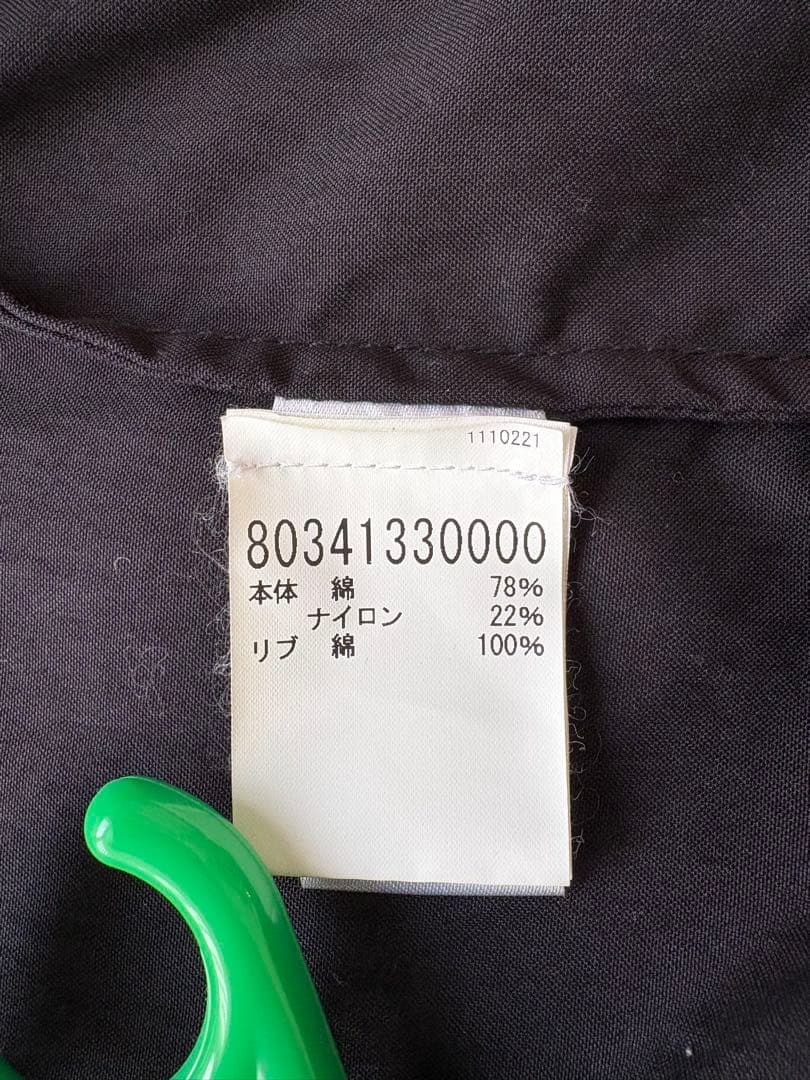 1110221
80341330000
本体 綿 78%
ナイロン 22%
リブ 綿 100%